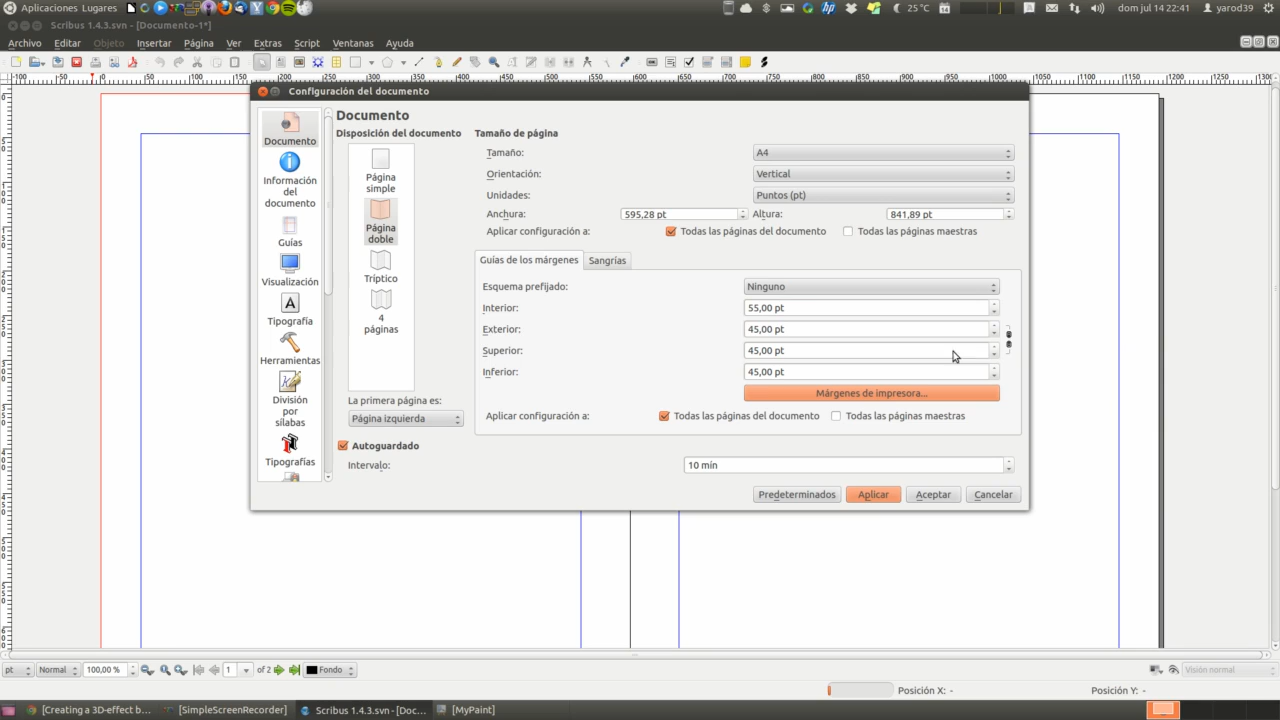 Aplicaciones Lugares
25 °C
dom jul 14 22:41
yarod39
Scribus 1.4.3.svn - [Documento-1*]
Archivo Editar Objeto Insertar Página Ver Extras Script Ventanas Ayuda
Configuración del documento
Documento
Información del documento
Guías
Visualización
Tipografía
Herramientas
División por sílabas
Tipografías
Documento
Disposición del documento
Página simple
Página doble
Tríptico
4 páginas
La primera página es:
Página izquierda
Tamaño de página
Tamaño: A4
Orientación: Vertical
Unidades: Puntos (pt)
Anchura: 595,28 pt Altura: 841,89 pt
Aplicar configuración a: Todas las páginas del documento Todas las páginas maestras
Guías de los márgenes Sangrías
Esquema prefijado: Ninguno
Interior: 55,00 pt
Exterior: 45,00 pt
Superior: 45,00 pt
Inferior: 45,00 pt
Márgenes de impresora...
Aplicar configuración a: Todas las páginas del documento Todas las páginas maestras
Autoguardado
Intervalo: 10 min
Predeterminados Aplicar Aceptar Cancelar
pt Normal 100,00 % 1 of 2 Fondo Visión normal
Posición X: - Posición Y: -
[Creating a 3D-effect b... [SimpleScreenRecorder] Scribus 1.4.3.svn - [Doc... [MyPaint]